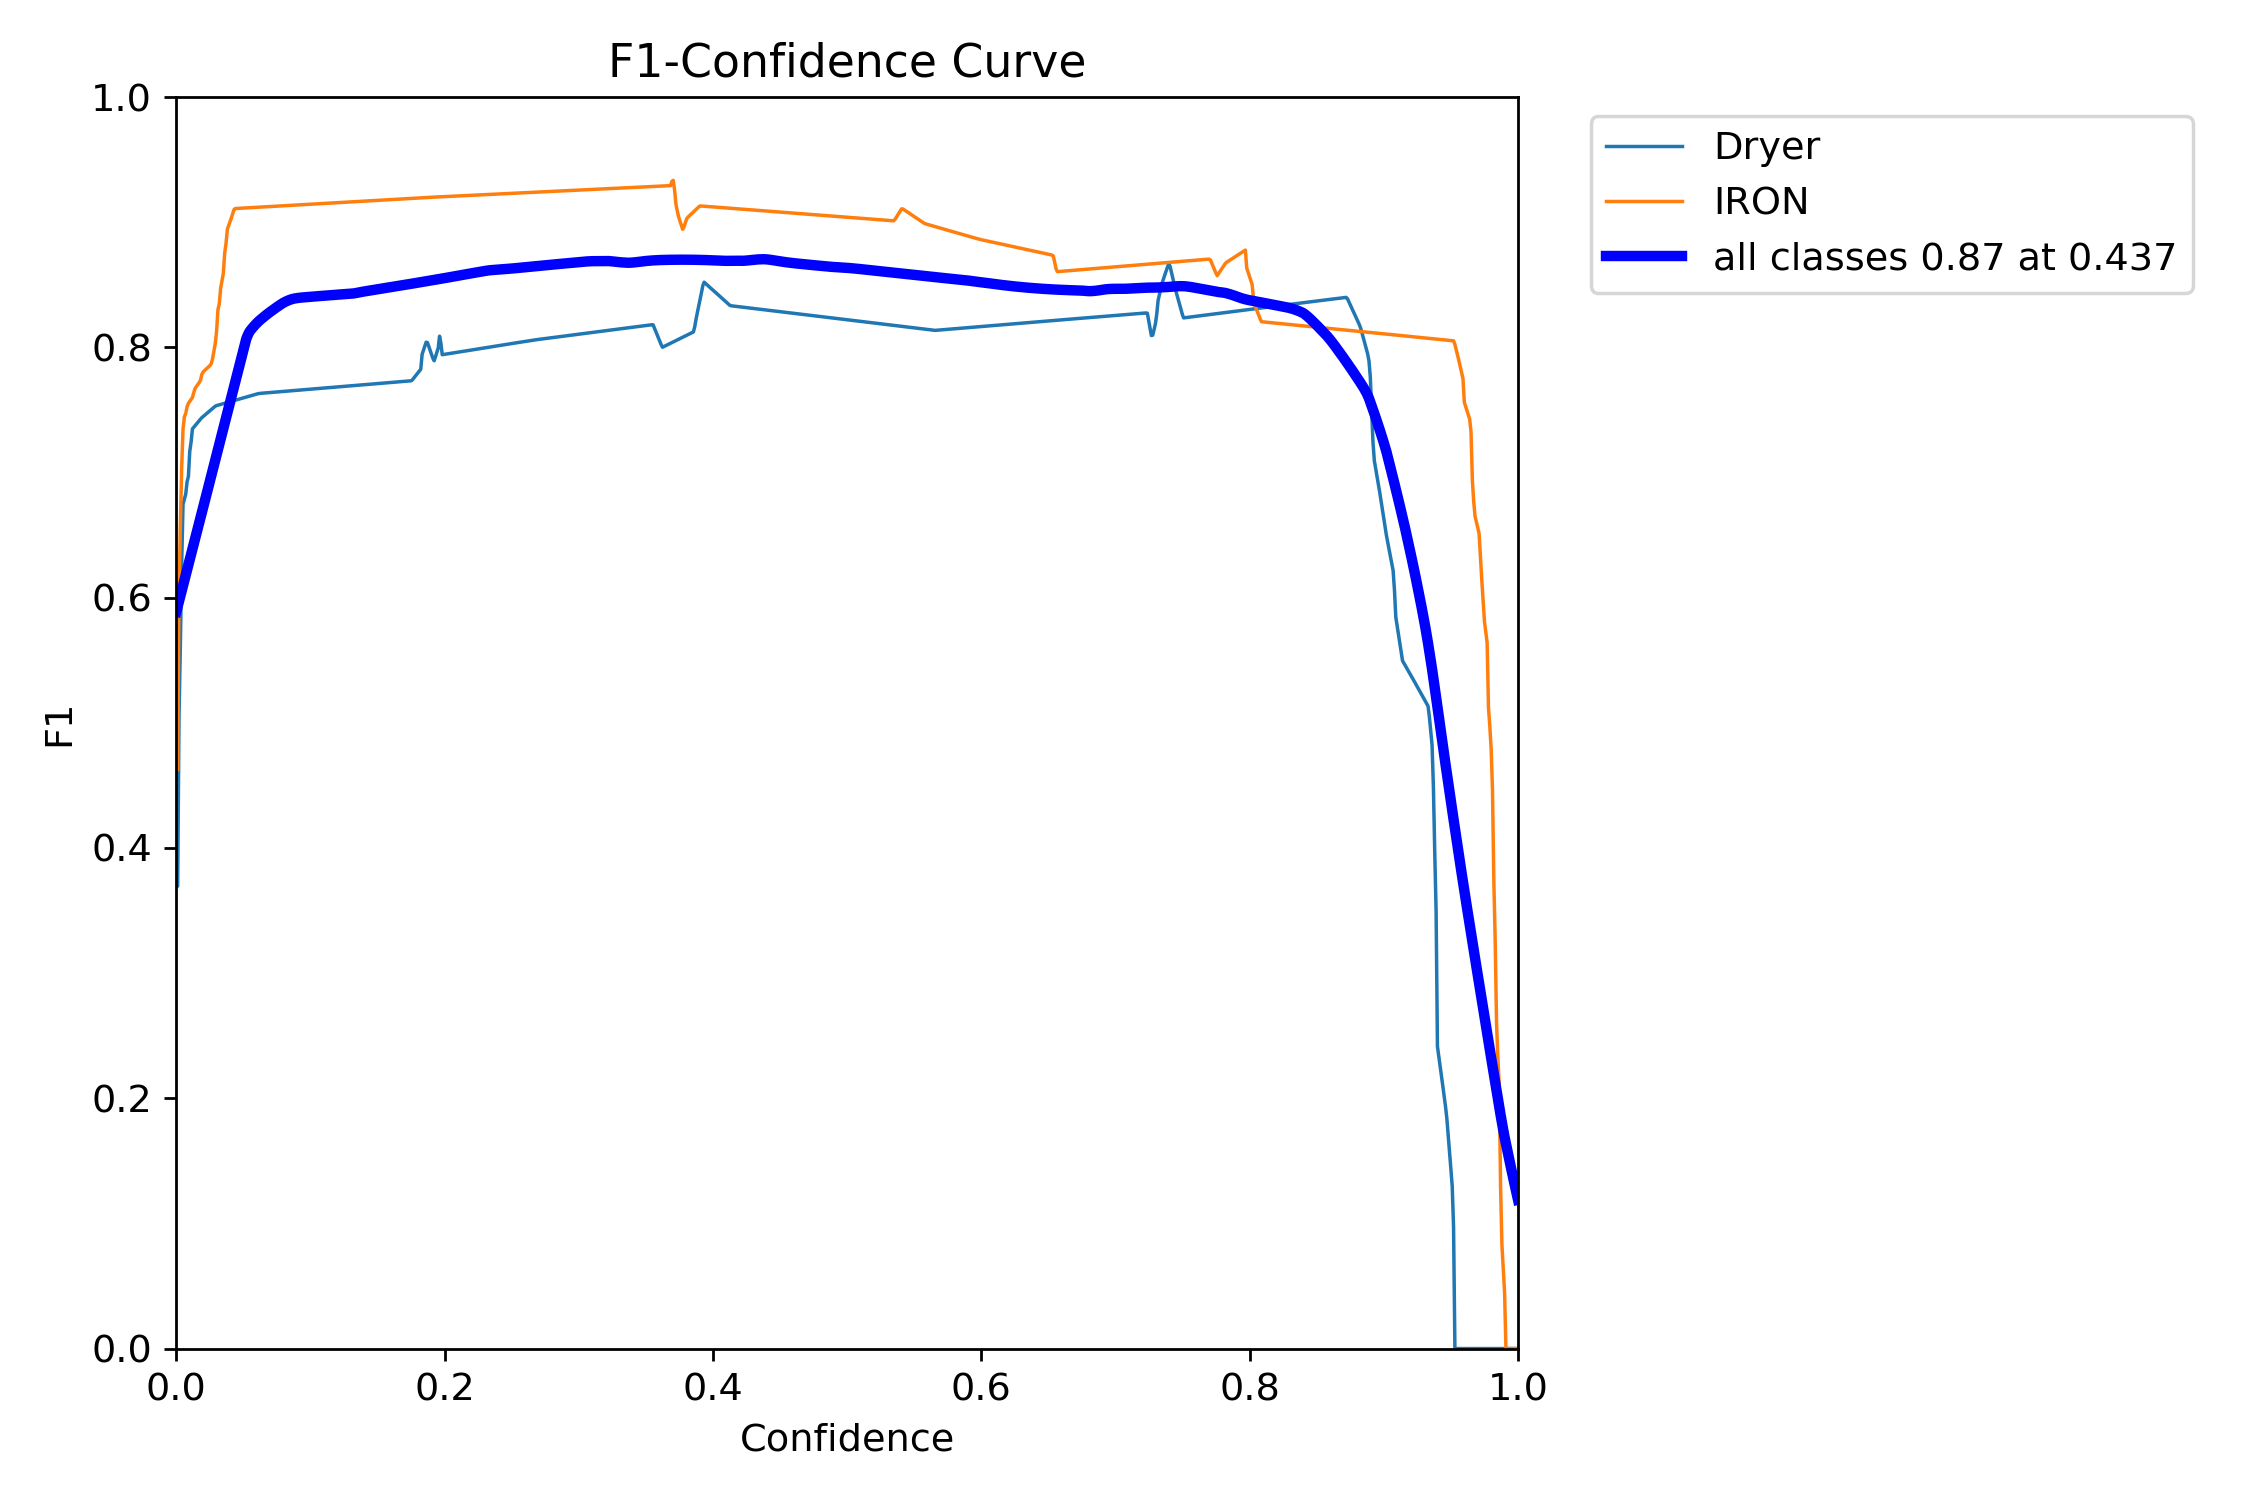 F1-Confidence Curve
1.0
0.8
0.6
0.4
0.2
0.0
F1
0.0 0.2 0.4 0.6 0.8 1.0
Confidence
Dryer
IRON
all classes 0.87 at 0.437